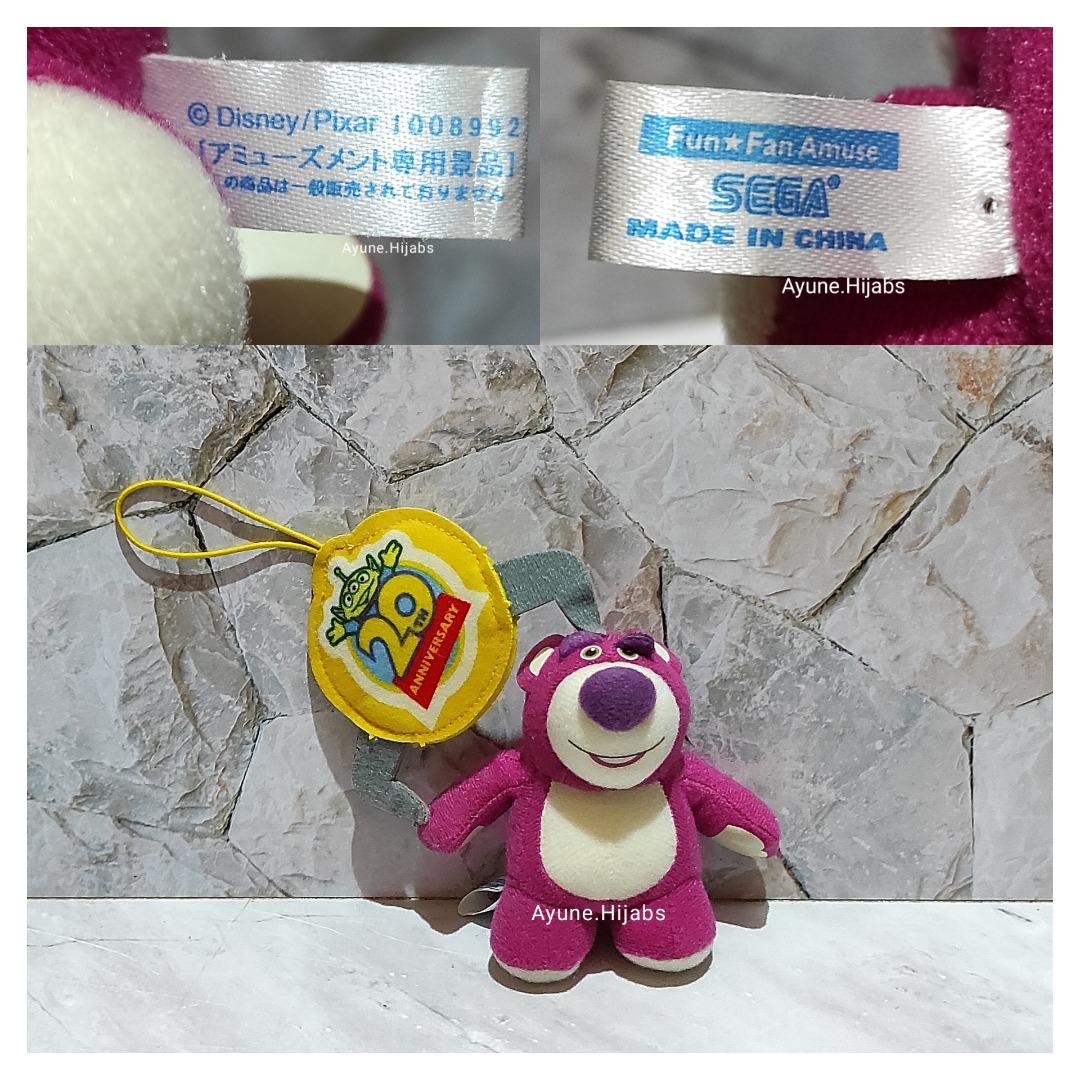 © Disney/Pixar 1008992
[アミューズメント専用景品]
の商品は一般販売されておりません
Ayune.Hijabs
Fun★Fan Amuse
SEGA®
MADE IN CHINA
Ayune.Hijabs
20TH
ANNIVERSARY
Ayune.Hijabs